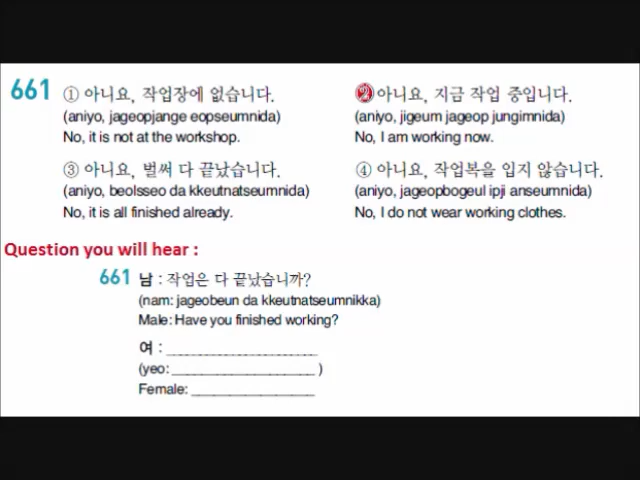 661 ① 아니요, 작업장에 없습니다.
(aniyo, jageopjange eopseumnida)
No, it is not at the workshop.
② 아니요, 지금 작업 중입니다.
(aniyo, jigeum jageop jungimnida)
No, I am working now.
③ 아니요, 벌써 다 끝났습니다.
(aniyo, beolsseo da kkeutnatseumnida)
No, it is all finished already.
④ 아니요, 작업복을 입지 않습니다.
(aniyo, jageopbogeul ipji anseumnida)
No, I do not wear working clothes.
Question you will hear :
661 남 : 작업은 다 끝났습니까?
(nam: jageobeun da kkeutnatseumnikka)
Male: Have you finished working?
여 : ______________________
(yeo: ______________________ )
Female: __________________